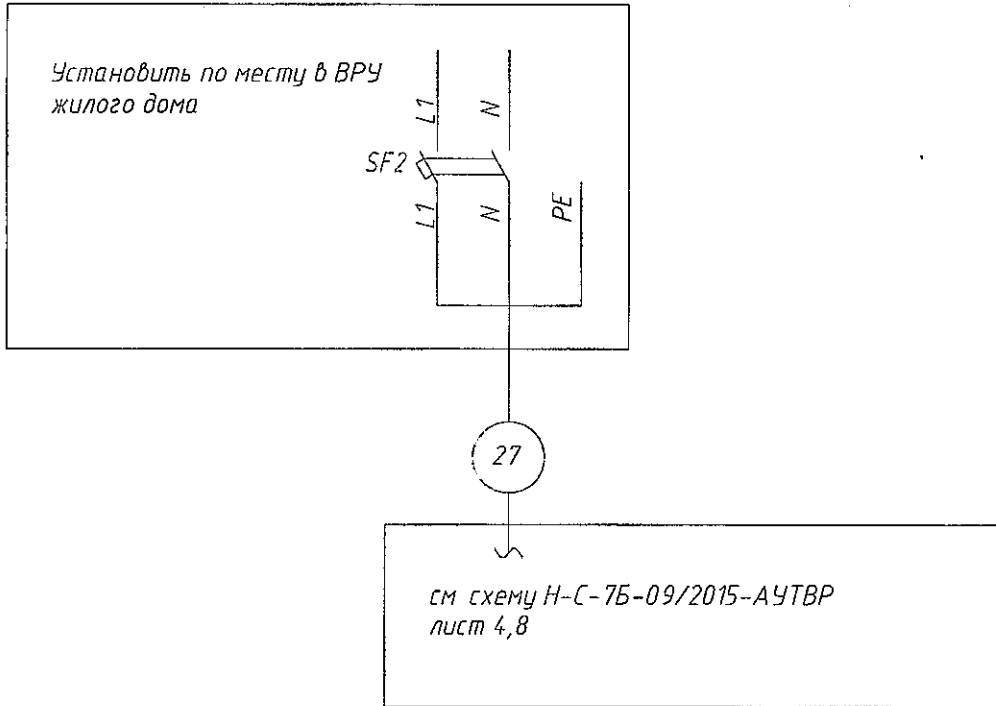 Установить по месту в ВРУ
жилого дома
L1
N
SF2
L1
N
PE
27
см схему Н-С-7Б-09/2015-АУТВР
лист 4,8